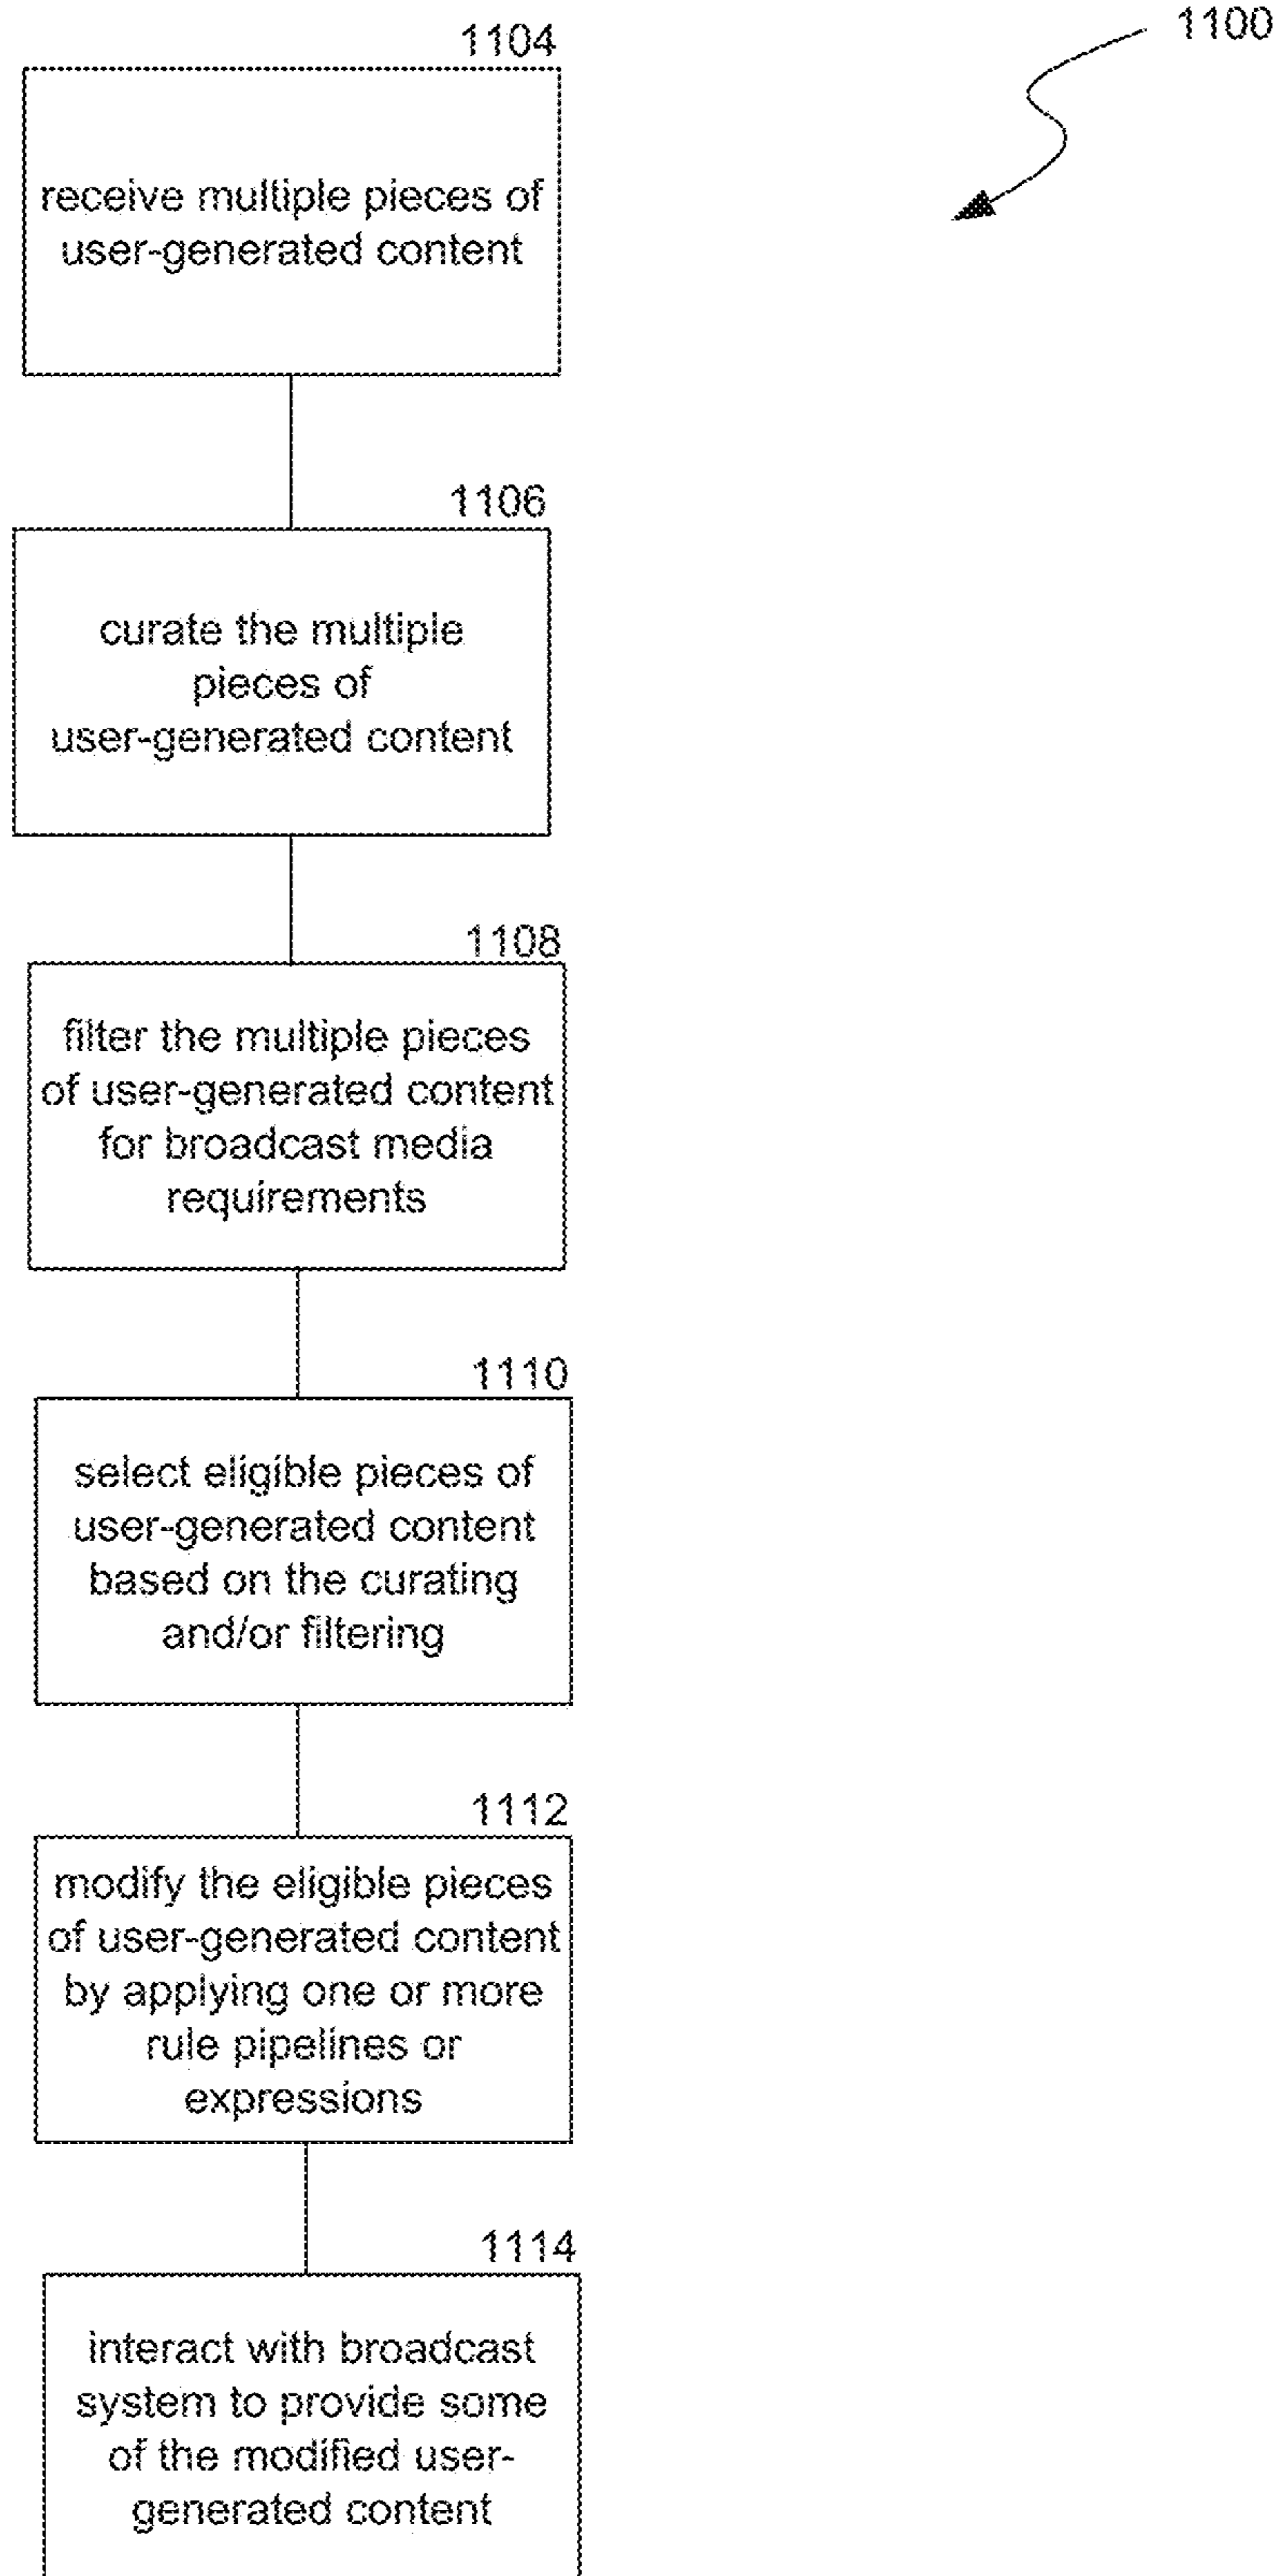 1100
1104
receive multiple pieces of
user-generated content
1106
curate the multiple
pieces of
user-generated content
1108
filter the multiple pieces
of user-generated content
for broadcast media
requirements
1110
select eligible pieces of
user-generated content
based on the curating
and/or filtering
1112
modify the eligible pieces
of user-generated content
by applying one or more
rule pipelines or
expressions
1114
interact with broadcast
system to provide some
of the modified user-
generated content